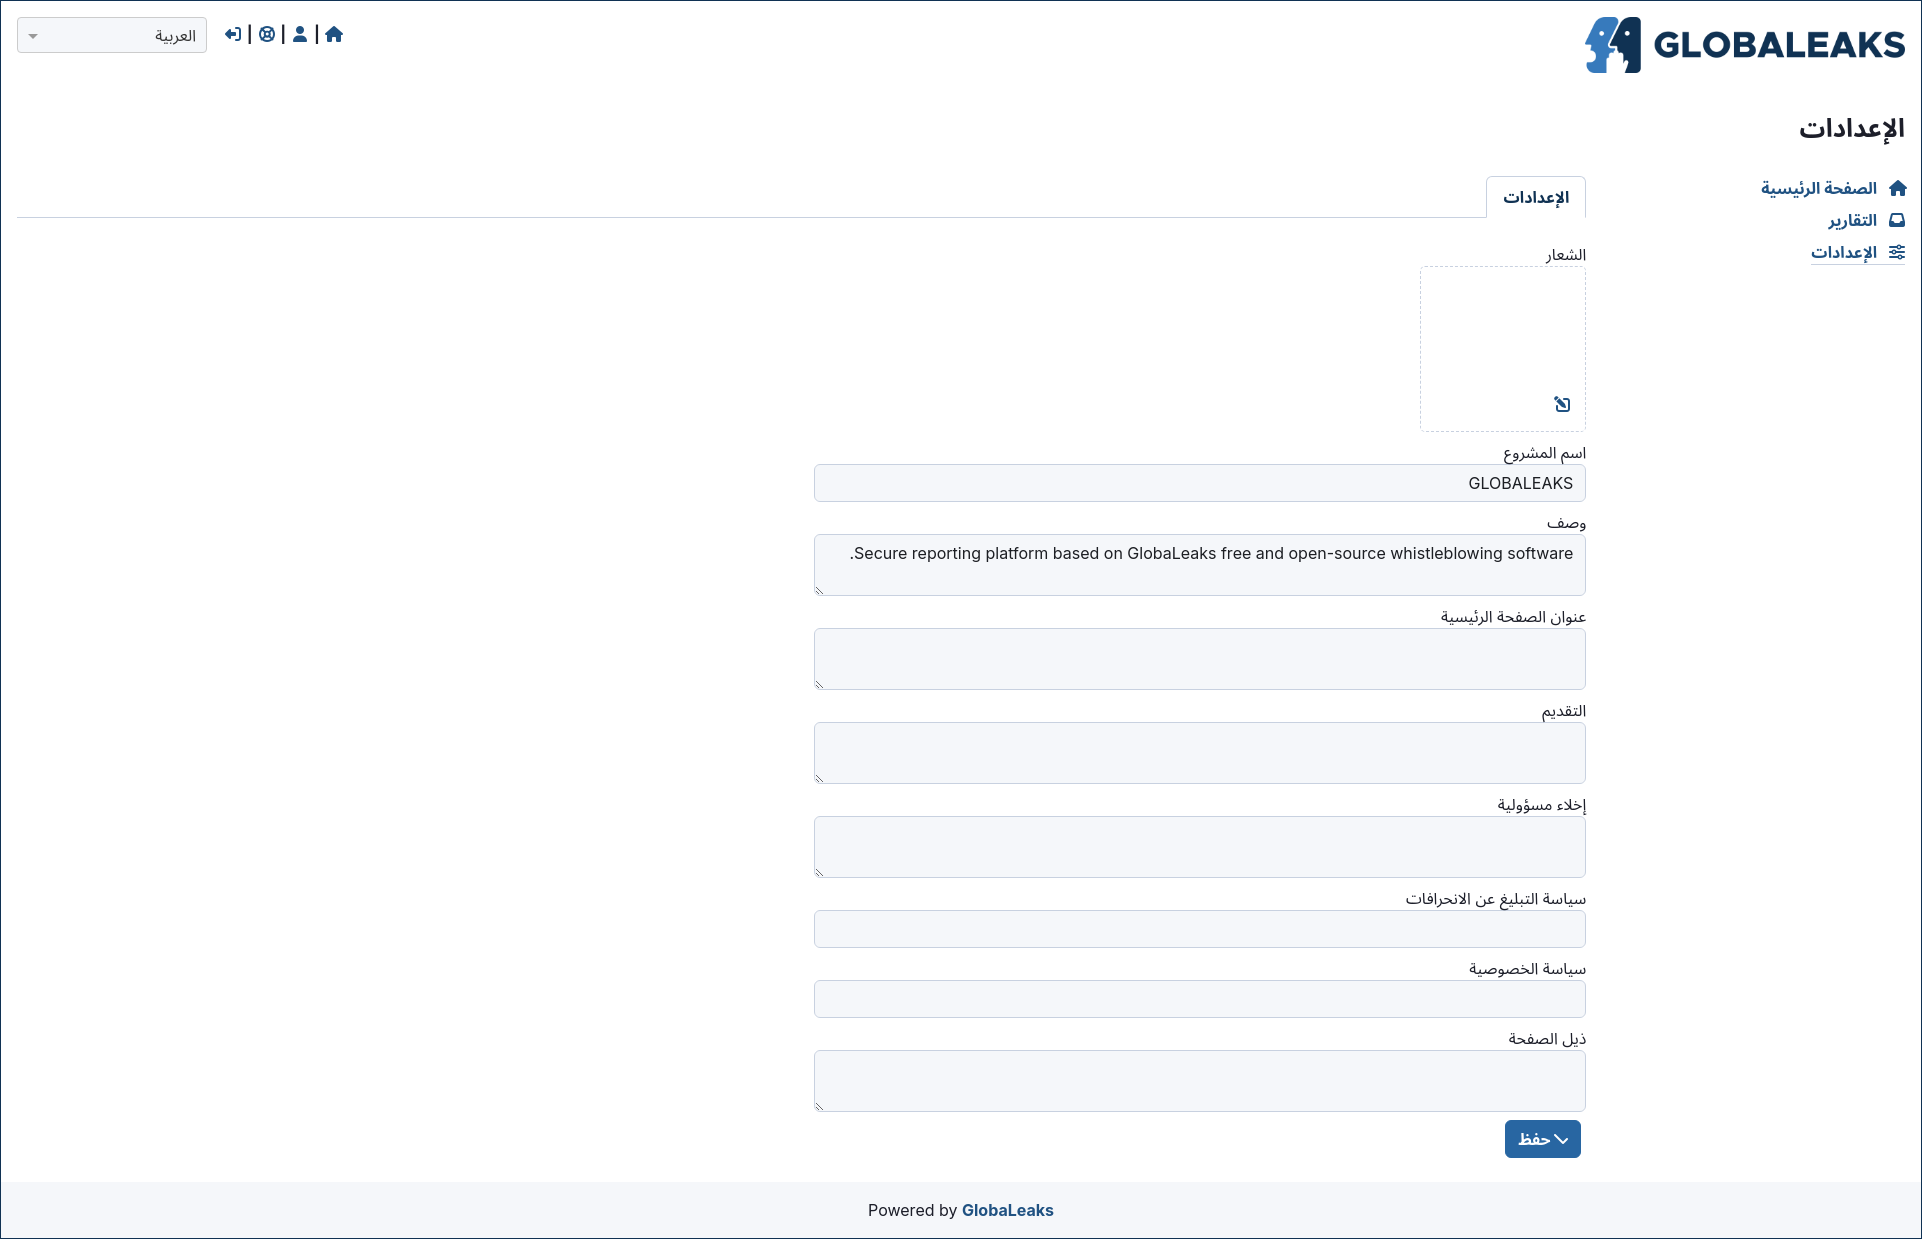 GLOBALEAKS
العربية
الإعدادات
الصفحة الرئيسية
التقارير
الإعدادات
الإعدادات
الشعار
اسم المشروع
GLOBALEAKS
وصف
Secure reporting platform based on GlobaLeaks free and open-source whistleblowing software.
عنوان الصفحة الرئيسية
التقديم
إخلاء مسؤولية
سياسة التبليغ عن الانحرافات
سياسة الخصوصية
ذيل الصفحة
حفظ
Powered by GlobaLeaks